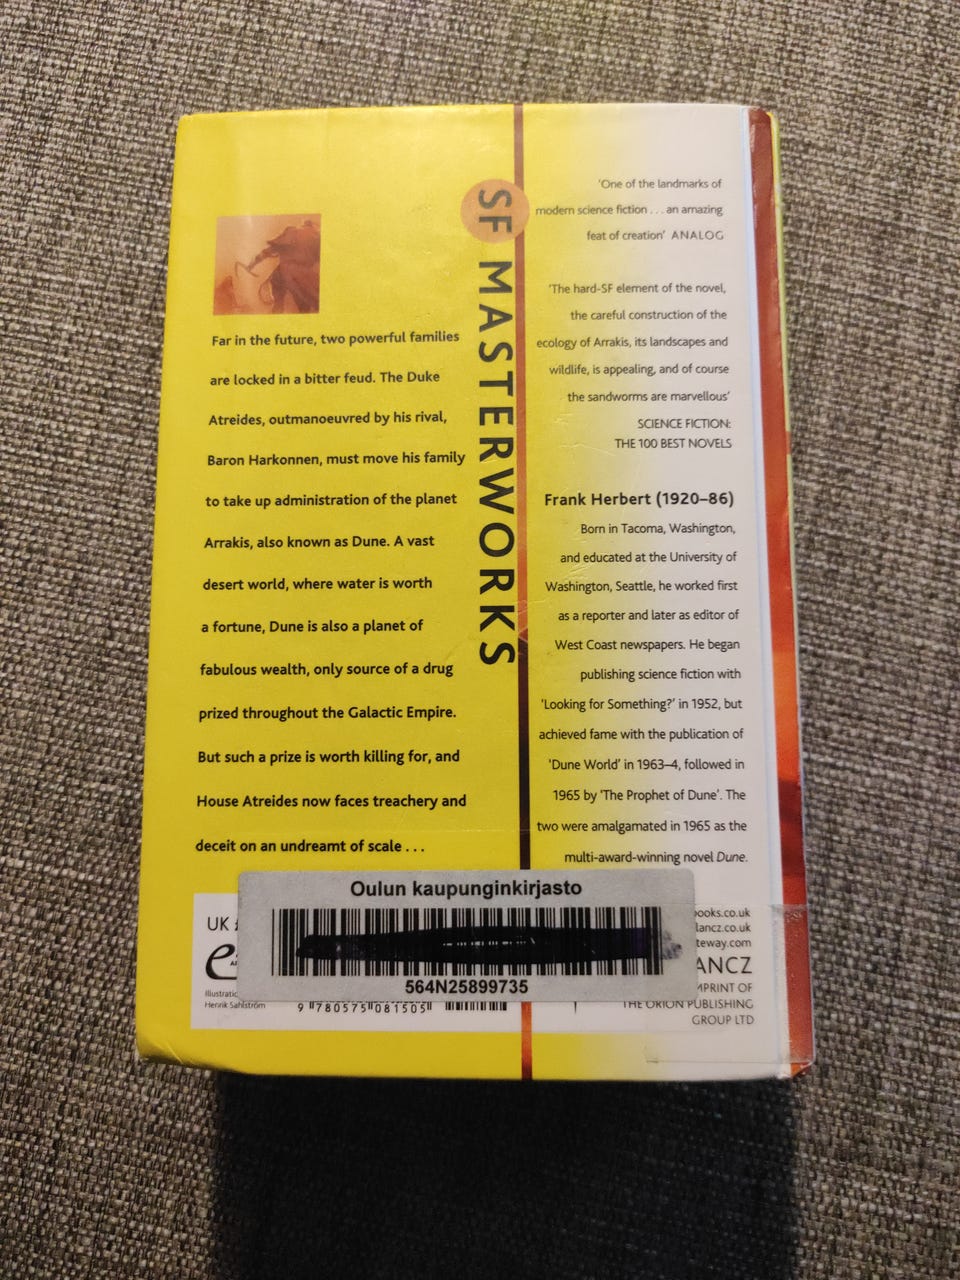 SF MASTERWORKS
Far in the future, two powerful families
are locked in a bitter feud. The Duke
Atreides, outmanoeuvred by his rival,
Baron Harkonnen, must move his family
to take up administration of the planet
Arrakis, also known as Dune. A vast
desert world, where water is worth
a fortune, Dune is also a planet of
fabulous wealth, only source of a drug
prized throughout the Galactic Empire.
But such a prize is worth killing for, and
House Atreides now faces treachery and
deceit on an undreamt of scale . . .
'One of the landmarks of
modern science fiction . . . an amazing
feat of creation' ANALOG
'The hard-SF element of the novel,
the careful construction of the
ecology of Arrakis, its landscapes and
wildlife, is appealing, and of course
the sandworms are marvellous'
SCIENCE FICTION:
THE 100 BEST NOVELS
Frank Herbert (1920–86)
Born in Tacoma, Washington,
and educated at the University of
Washington, Seattle, he worked first
as a reporter and later as editor of
West Coast newspapers. He began
publishing science fiction with
'Looking for Something?' in 1952, but
achieved fame with the publication of
'Dune World' in 1963–4, followed in
1965 by 'The Prophet of Dune'. The
two were amalgamated in 1965 as the
multi-award-winning novel Dune.
Oulun kaupunginkirjasto
564N25899735
UK
Henrik Sahlström
9 780575 081505
ooks.co.uk
lancz.co.uk
teway.com
ANCZ
MPRINT OF
THE ORION PUBLISHING
GROUP LTD